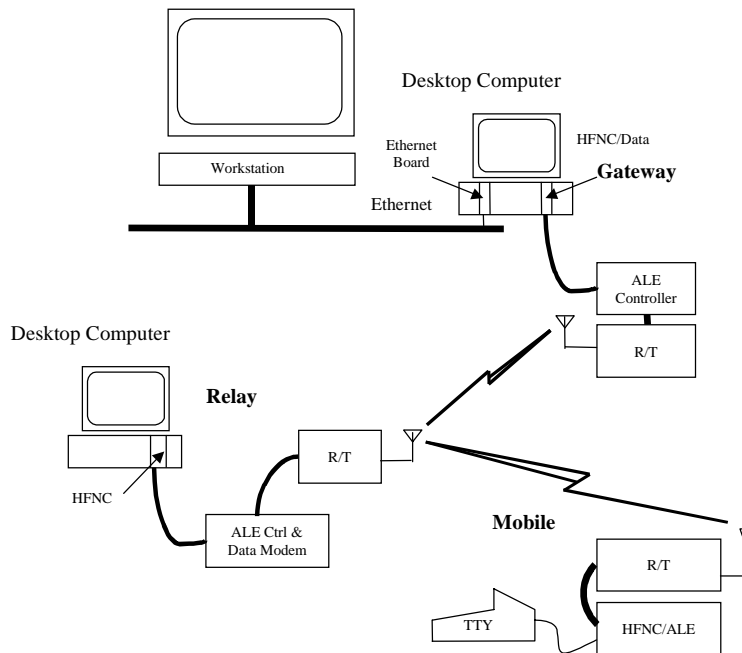 Desktop Computer
HFNC/Data
Ethernet
Board
Gateway
Workstation
Ethernet
ALE
Controller
R/T
Desktop Computer
Relay
R/T
HFNC
ALE Ctrl &
Data Modem
Mobile
R/T
TTY
HFNC/ALE